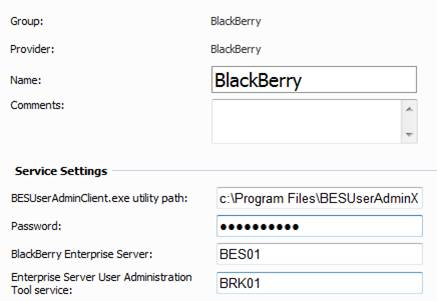 Group: BlackBerry
Provider: BlackBerry
Name: BlackBerry
Comments:
Service Settings
BESUserAdminClient.exe utility path: c:\Program Files\BESUserAdminX
Password: ●●●●●●●●●●
BlackBerry Enterprise Server: BES01
Enterprise Server User Administration
Tool service: BRK01